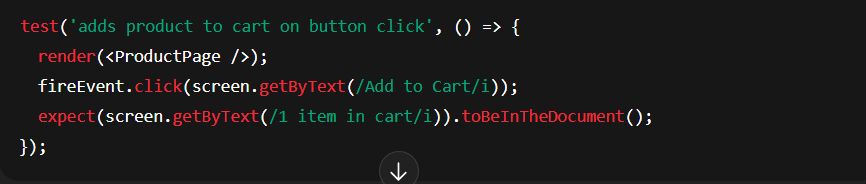 test('adds product to cart on button click', () => {
  render(<ProductPage />);
  fireEvent.click(screen.getByText(/Add to Cart/i));
  expect(screen.getByText(/1 item in cart/i)).toBeInTheDocument();
});